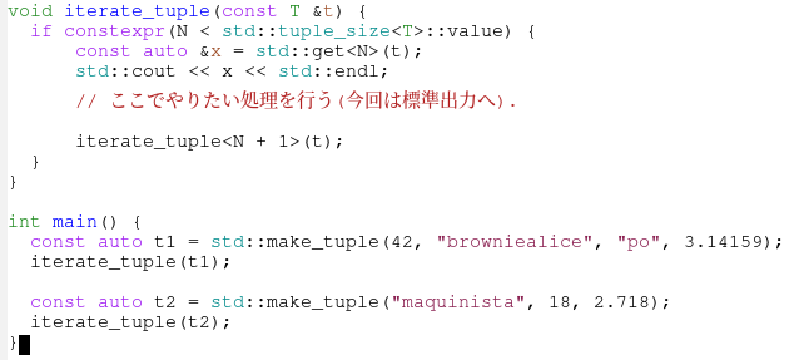 void iterate_tuple(const T &t) {
  if constexpr(N < std::tuple_size<T>::value) {
      const auto &x = std::get<N>(t);
      std::cout << x << std::endl;
      // ここでやりたい処理を行う(今回は標準出力へ).
      iterate_tuple<N + 1>(t);
  }
}
int main() {
  const auto t1 = std::make_tuple(42, "browniealice", "po", 3.14159);
  iterate_tuple(t1);
  const auto t2 = std::make_tuple("maquinista", 18, 2.718);
  iterate_tuple(t2);
}